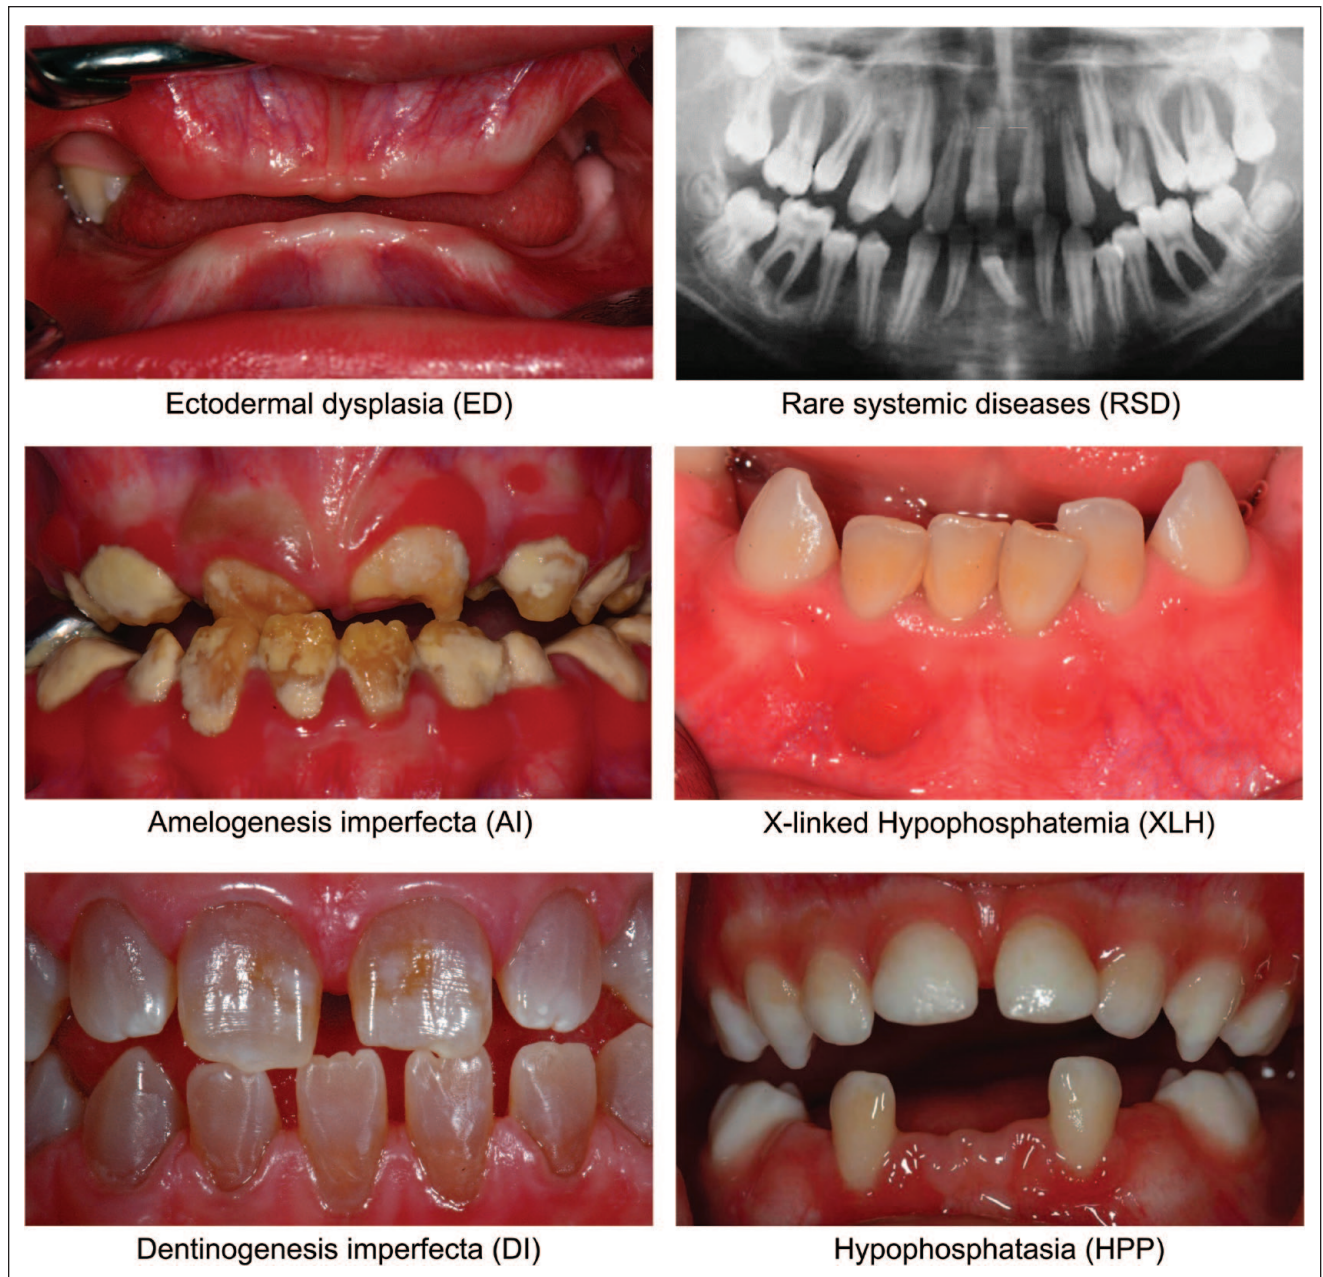 Ectodermal dysplasia (ED)
Rare systemic diseases (RSD)
Amelogenesis imperfecta (AI)
X-linked Hypophosphatemia (XLH)
Dentinogenesis imperfecta (DI)
Hypophosphatasia (HPP)